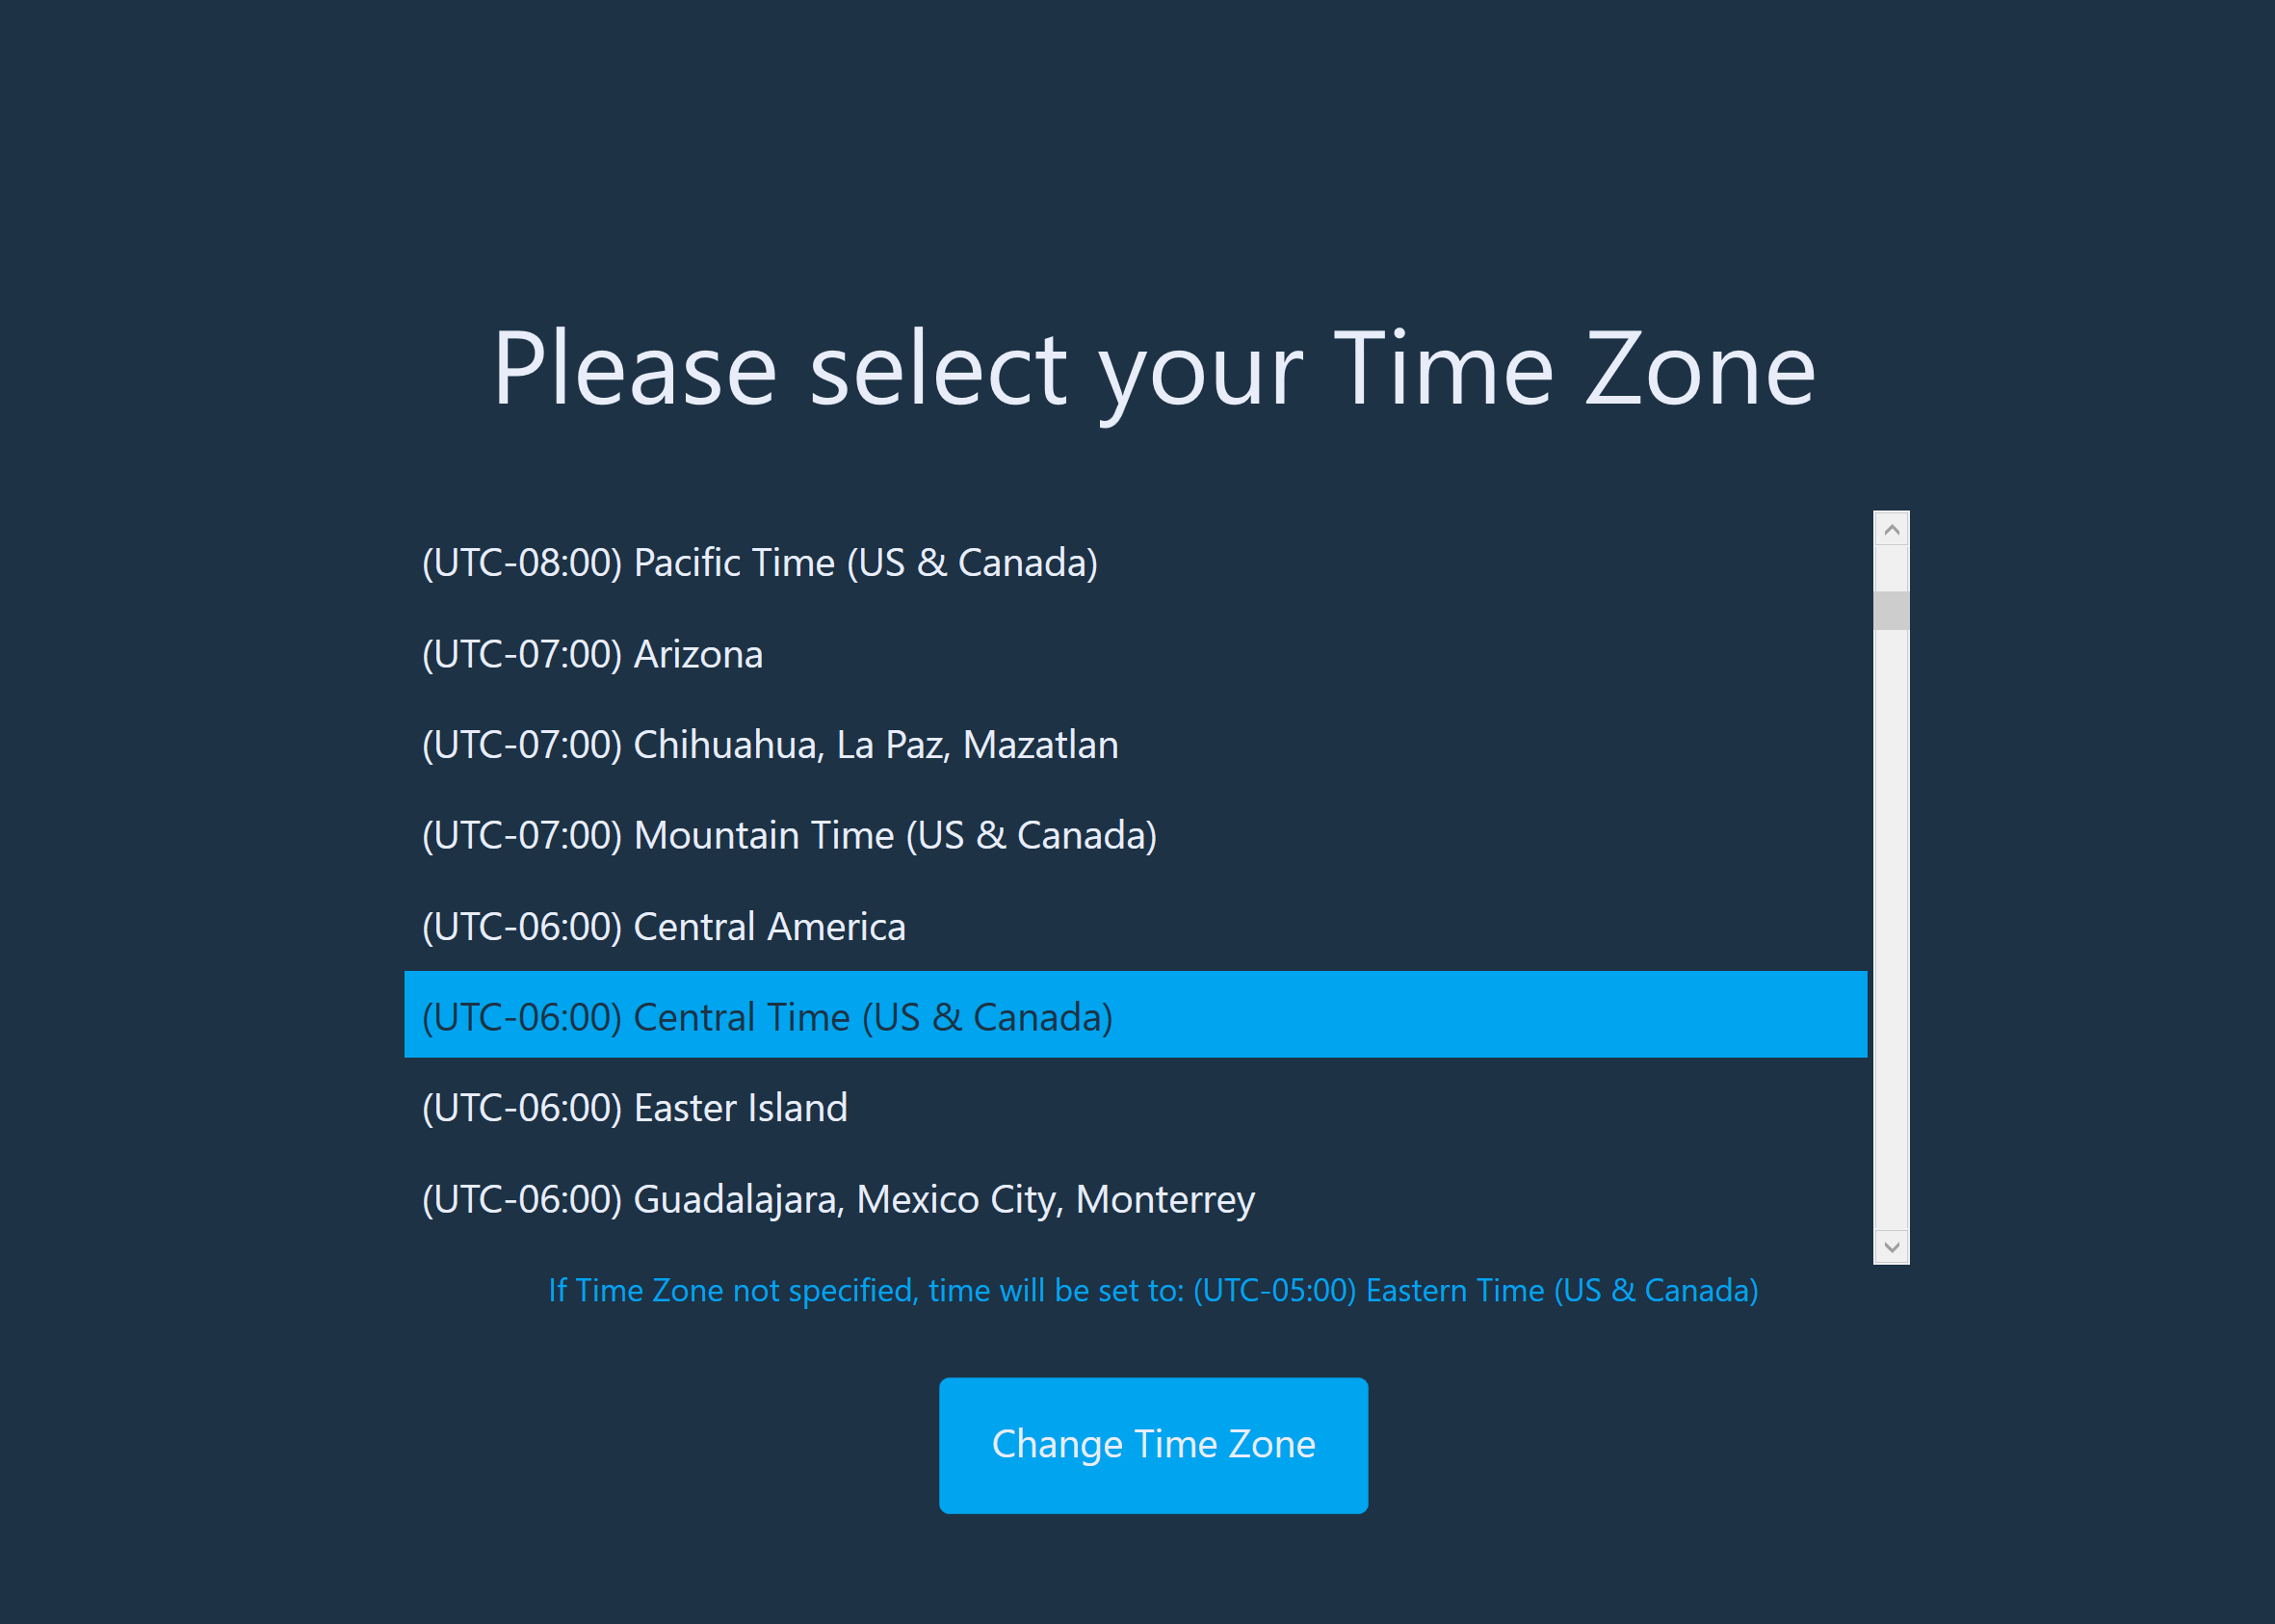 Please select your Time Zone
(UTC-08:00) Pacific Time (US & Canada)
(UTC-07:00) Arizona
(UTC-07:00) Chihuahua, La Paz, Mazatlan
(UTC-07:00) Mountain Time (US & Canada)
(UTC-06:00) Central America
(UTC-06:00) Central Time (US & Canada)
(UTC-06:00) Easter Island
(UTC-06:00) Guadalajara, Mexico City, Monterrey
If Time Zone not specified, time will be set to: (UTC-05:00) Eastern Time (US & Canada)
Change Time Zone